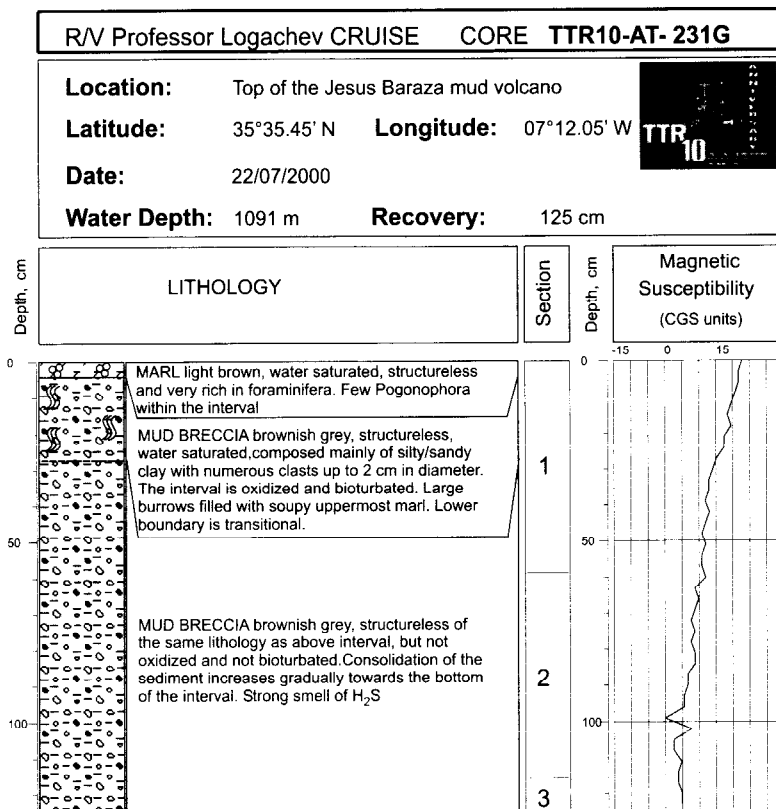 R/V Professor Logachev CRUISE CORE TTR10-AT- 231G
Location: Top of the Jesus Baraza mud volcano
Latitude: 35°35.45' N Longitude: 07°12.05' W
TTR
10
Date: 22/07/2000
Water Depth: 1091 m Recovery: 125 cm
Depth, cm
LITHOLOGY
Section
Depth, cm
Magnetic
Susceptibility
(CGS units)
-15 0 15
0
MARL light brown, water saturated, structureless
and very rich in foraminifera. Few Pogonophora
within the interval
MUD BRECCIA brownish grey, structureless,
water saturated,composed mainly of silty/sandy
clay with numerous clasts up to 2 cm in diameter.
The interval is oxidized and bioturbated. Large
burrows filled with soupy uppermost marl. Lower
boundary is transitional.
1
0
50
50
MUD BRECCIA brownish grey, structureless of
the same lithology as above interval, but not
oxidized and not bioturbated.Consolidation of the
sediment increases gradually towards the bottom
of the interval. Strong smell of H2S
2
100
100
3